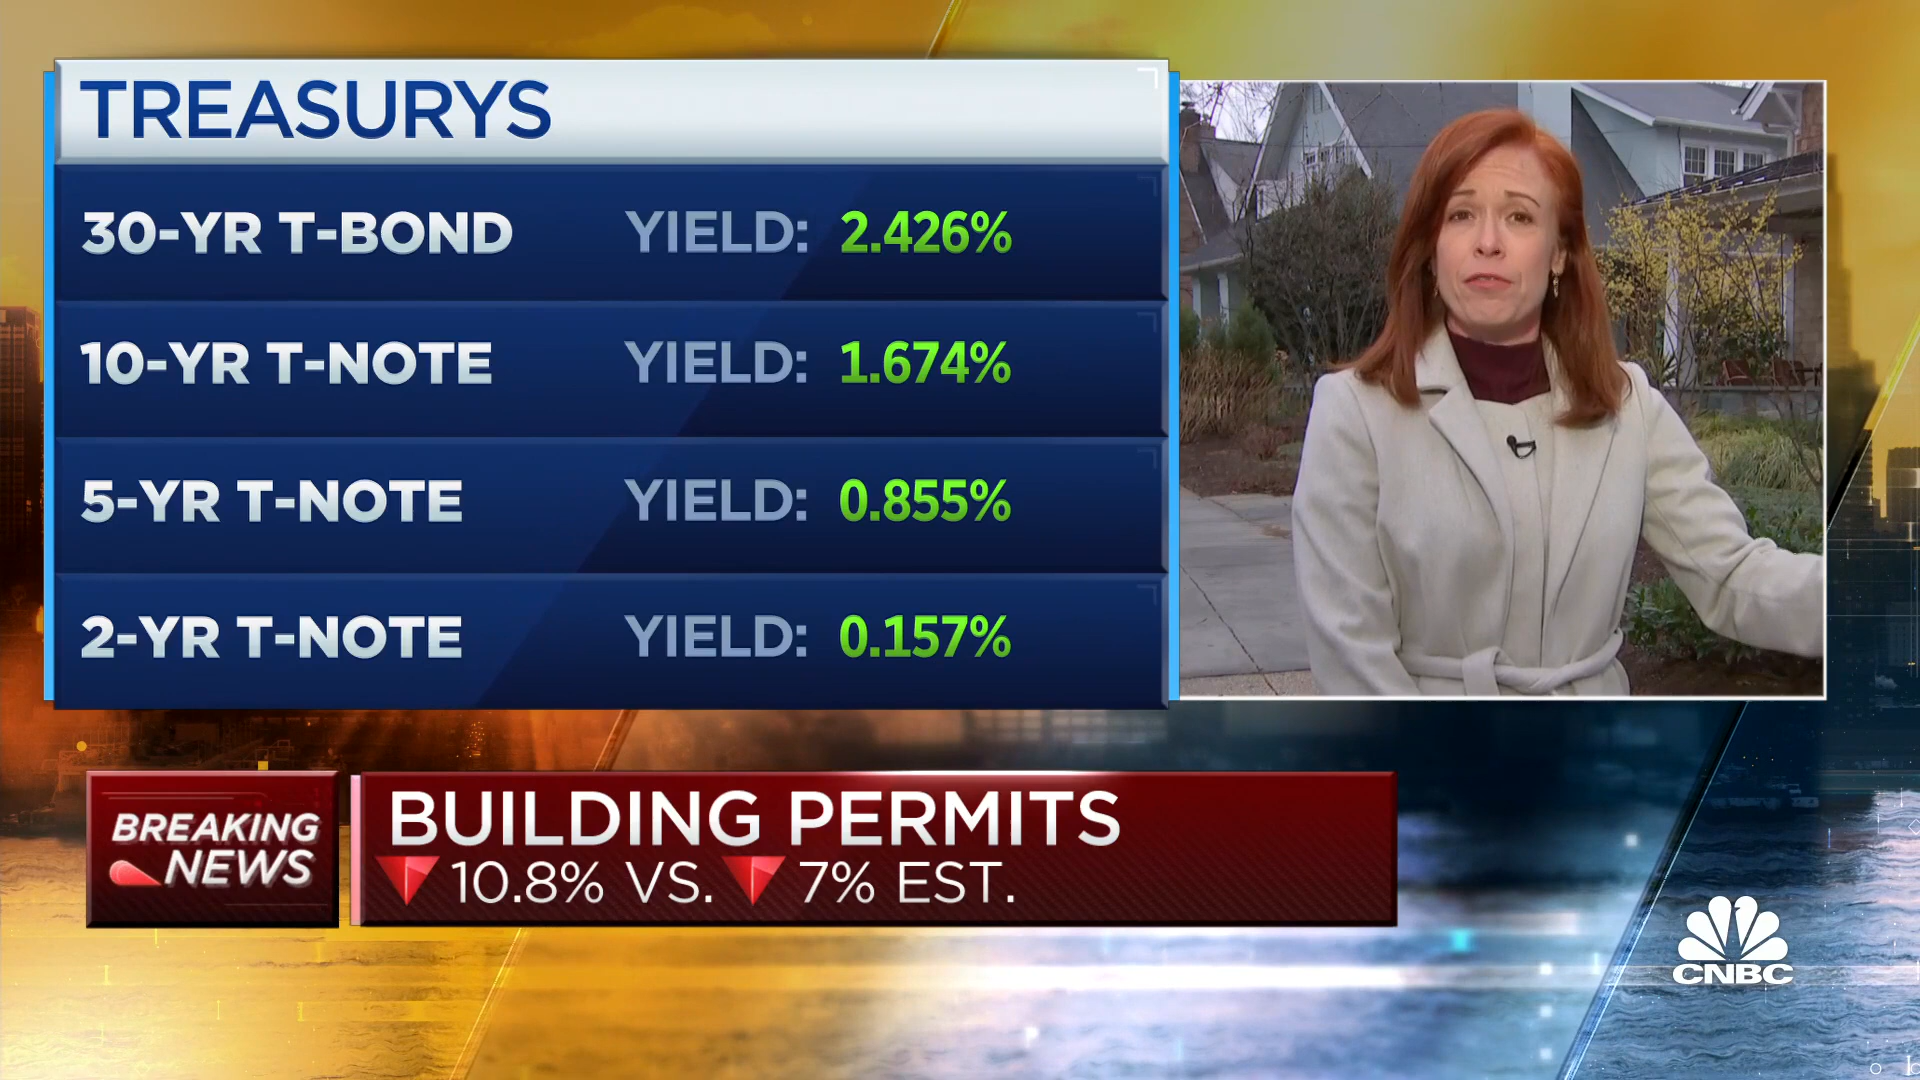 TREASURYS
30-YR T-BOND YIELD: 2.426%
10-YR T-NOTE YIELD: 1.674%
5-YR T-NOTE YIELD: 0.855%
2-YR T-NOTE YIELD: 0.157%
BREAKING
NEWS
BUILDING PERMITS
10.8% VS. 7% EST.
CNBC